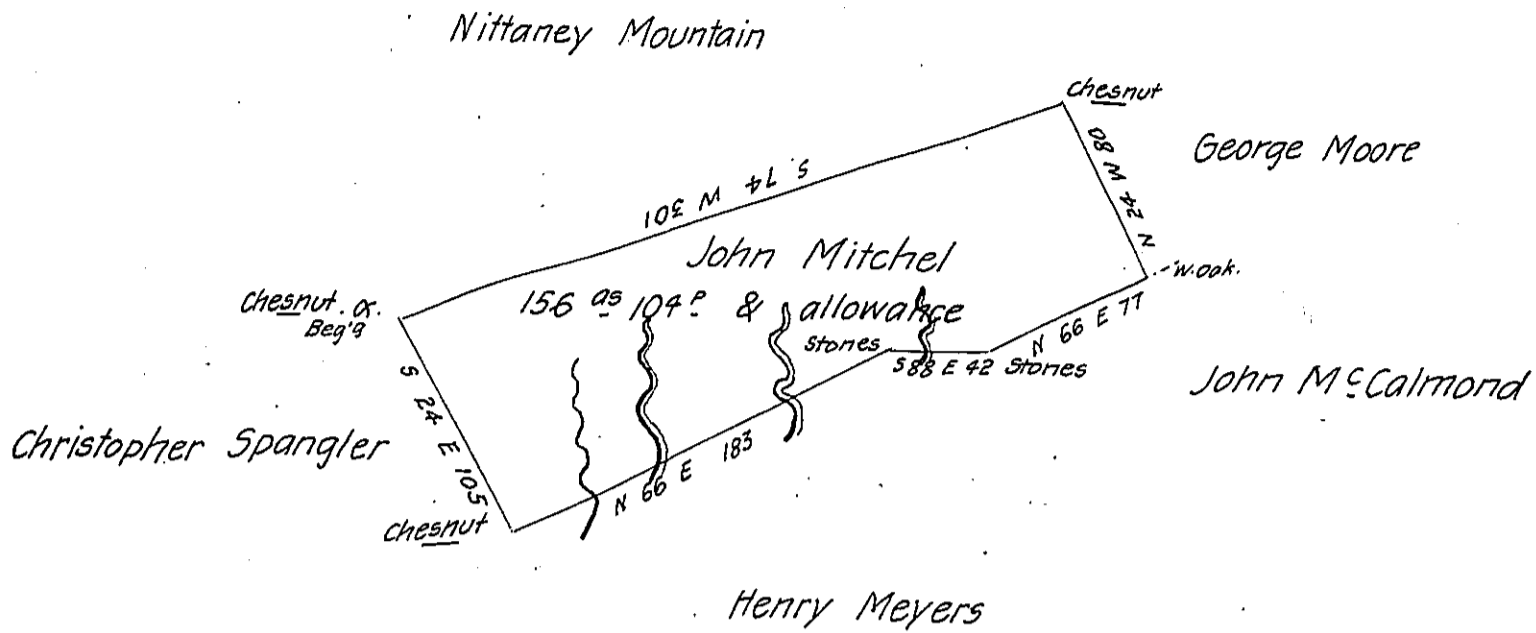 Nittaney Mountain
chesnut
George Moore
N 24 W 80
S. 74 W 301
John Mitchel
W. oak.
156 as 104 P & allowance
chesnut. α.
Beg'g
Stones
S 88 E 42 Stones
N 66 E 77
John McCalmond
S 24 E 105
Christopher Spangler
N 66 E 183
chesnut
Henry Meyers